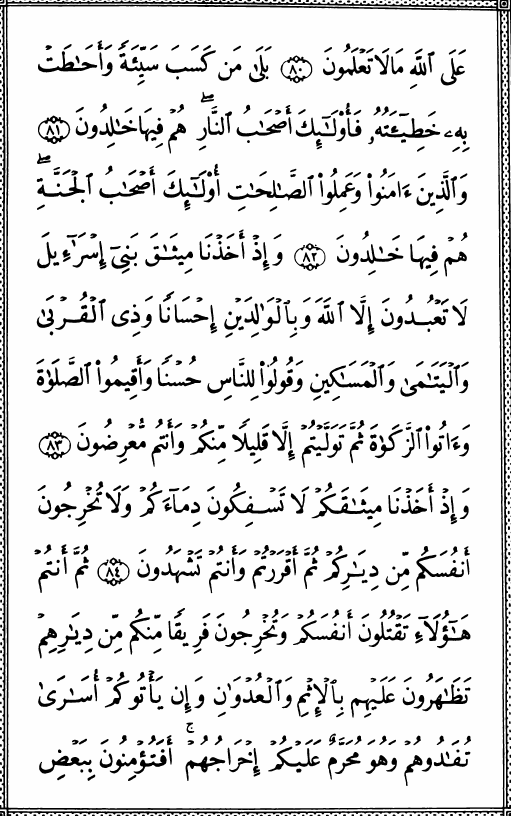 عَلَى ٱللَّهِ مَا لَا تَعْلَمُونَ ۝٨٠ بَلَىٰ مَن كَسَبَ سَيِّئَةً وَأَحَٰطَتْ
بِهِۦ خَطِيٓـَٔتُهُۥ فَأُو۟لَٰٓئِكَ أَصْحَٰبُ ٱلنَّارِ ۖ هُمْ فِيهَا خَٰلِدُونَ ۝٨١
وَٱلَّذِينَ ءَامَنُوا۟ وَعَمِلُوا۟ ٱلصَّٰلِحَٰتِ أُو۟لَٰٓئِكَ أَصْحَٰبُ ٱلْجَنَّةِ ۖ
هُمْ فِيهَا خَٰلِدُونَ ۝٨٢ وَإِذْ أَخَذْنَا مِيثَٰقَ بَنِىٓ إِسْرَٰٓءِيلَ
لَا تَعْبُدُونَ إِلَّا ٱللَّهَ وَبِٱلْوَٰلِدَيْنِ إِحْسَانًا وَذِى ٱلْقُرْبَىٰ
وَٱلْيَتَٰمَىٰ وَٱلْمَسَٰكِينِ وَقُولُوا۟ لِلنَّاسِ حُسْنًا وَأَقِيمُوا۟ ٱلصَّلَوٰةَ
وَءَاتُوا۟ ٱلزَّكَوٰةَ ثُمَّ تَوَلَّيْتُمْ إِلَّا قَلِيلًا مِّنكُمْ وَأَنتُم مُّعْرِضُونَ ۝٨٣
وَإِذْ أَخَذْنَا مِيثَٰقَكُمْ لَا تَسْفِكُونَ دِمَآءَكُمْ وَلَا تُخْرِجُونَ
أَنفُسَكُم مِّن دِيَٰرِكُمْ ثُمَّ أَقْرَرْتُمْ وَأَنتُمْ تَشْهَدُونَ ۝٨٤ ثُمَّ أَنتُمْ
هَٰٓؤُلَآءِ تَقْتُلُونَ أَنفُسَكُمْ وَتُخْرِجُونَ فَرِيقًا مِّنكُم مِّن دِيَٰرِهِمْ
تَظَٰهَرُونَ عَلَيْهِم بِٱلْإِثْمِ وَٱلْعُدْوَٰنِ وَإِن يَأْتُوكُمْ أُسَٰرَىٰ
تُفَٰدُوهُمْ وَهُوَ مُحَرَّمٌ عَلَيْكُمْ إِخْرَاجُهُمْ ۚ أَفَتُؤْمِنُونَ بِبَعْضِ